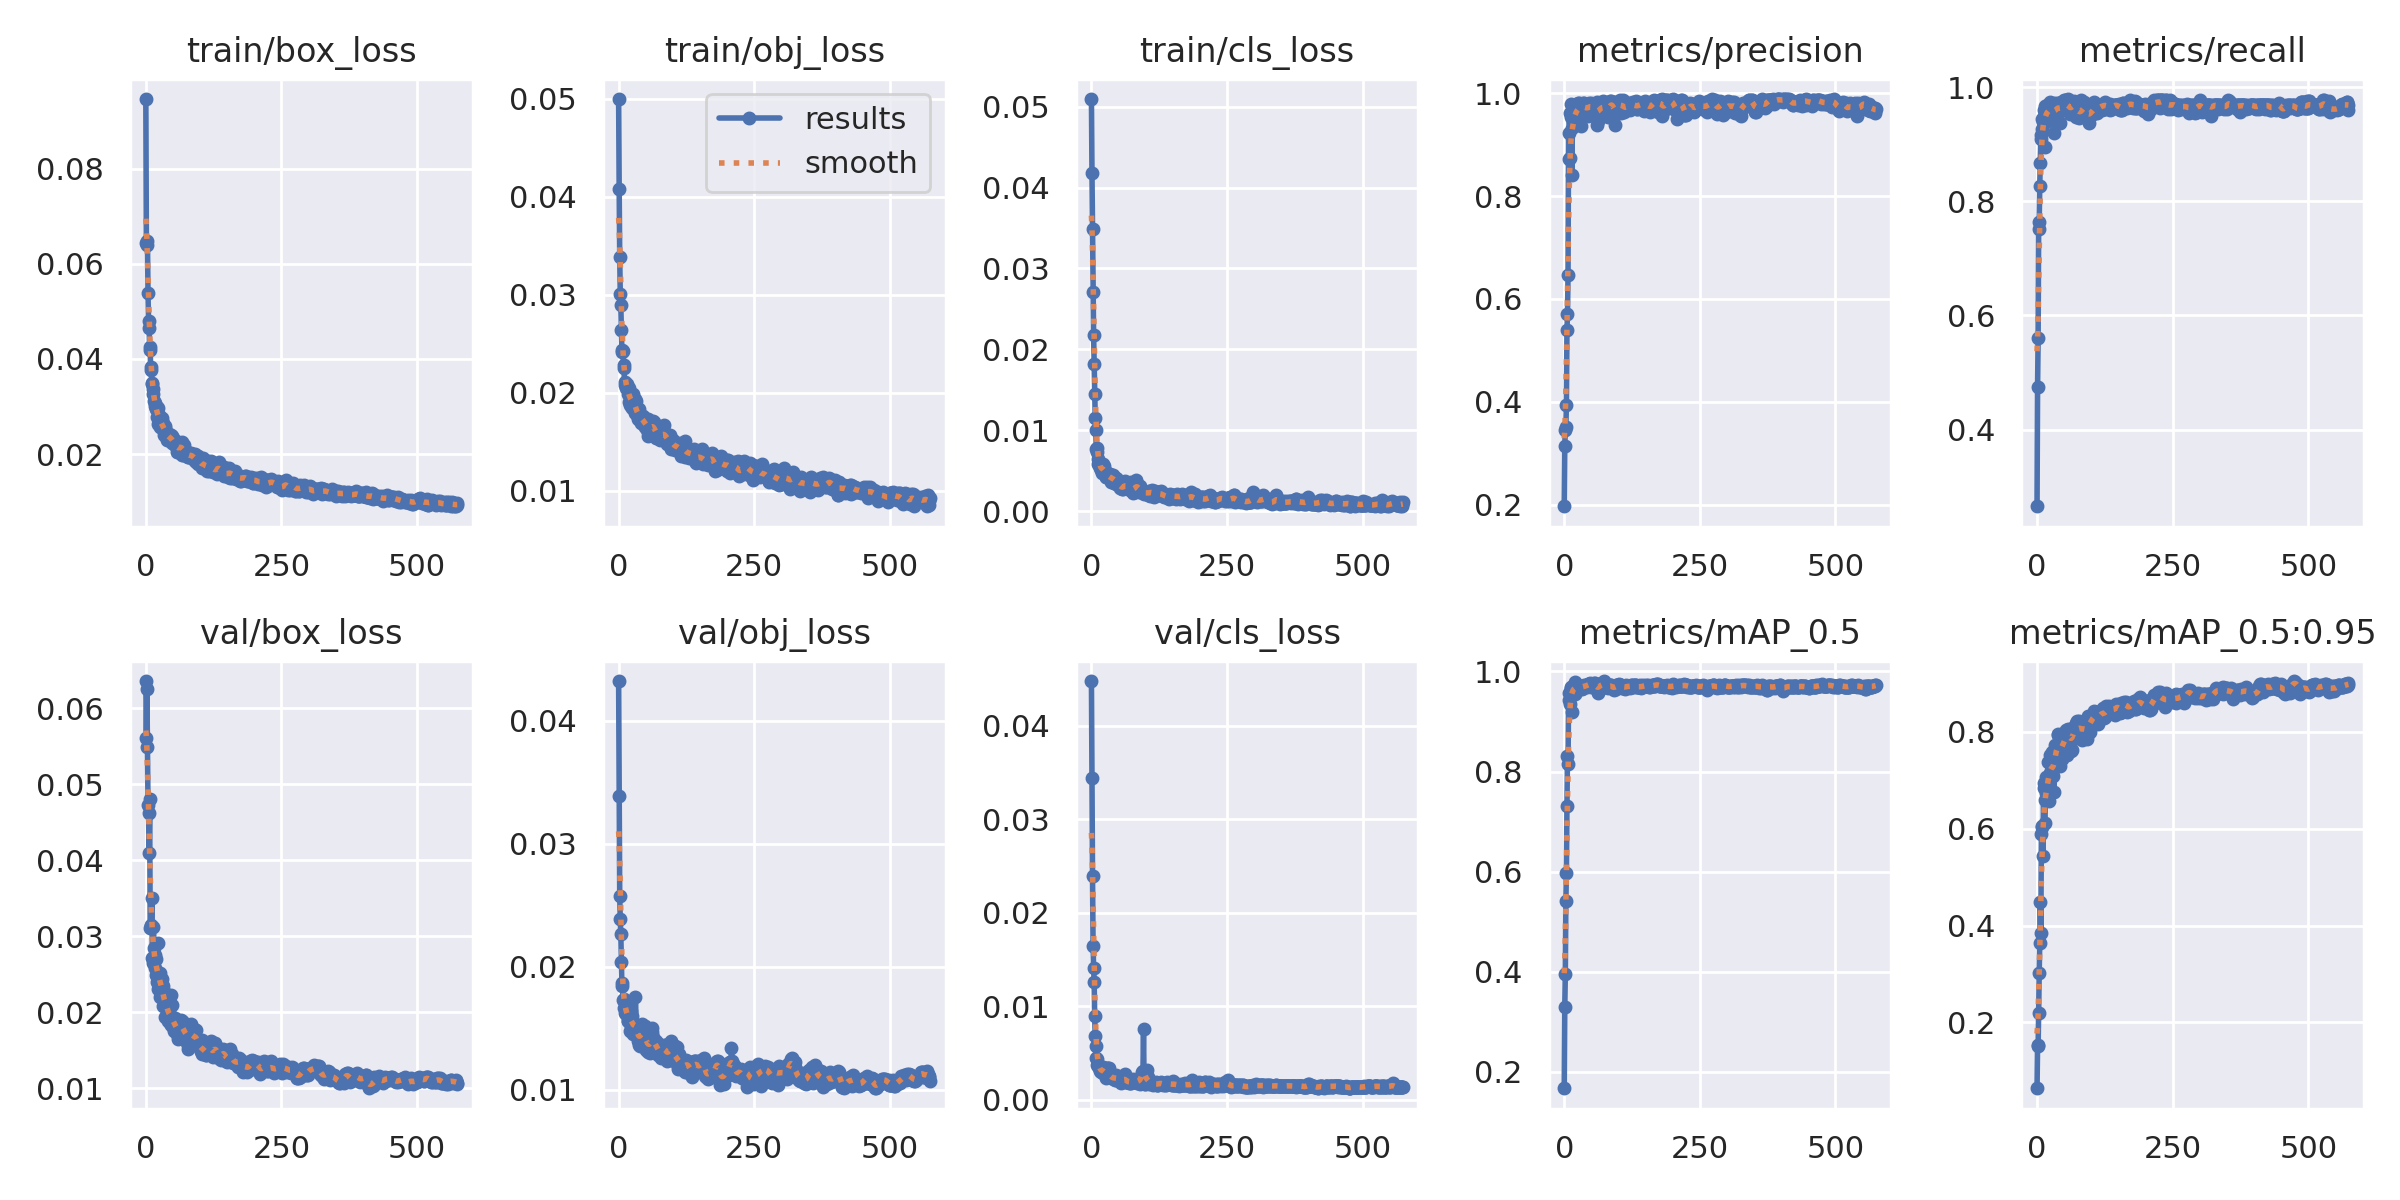 train/box_loss
train/obj_loss
train/cls_loss
metrics/precision
metrics/recall
0.08
0.06
0.04
0.02
0 250 500
results
smooth
0.05
0.04
0.03
0.02
0.01
0 250 500
0.05
0.04
0.03
0.02
0.01
0.00
0 250 500
1.0
0.8
0.6
0.4
0.2
0 250 500
1.0
0.8
0.6
0.4
0 250 500
val/box_loss
val/obj_loss
val/cls_loss
metrics/mAP_0.5
metrics/mAP_0.5:0.95
0.06
0.05
0.04
0.03
0.02
0.01
0 250 500
0.04
0.03
0.02
0.01
0 250 500
0.04
0.03
0.02
0.01
0.00
0 250 500
1.0
0.8
0.6
0.4
0.2
0 250 500
0.8
0.6
0.4
0.2
0 250 500